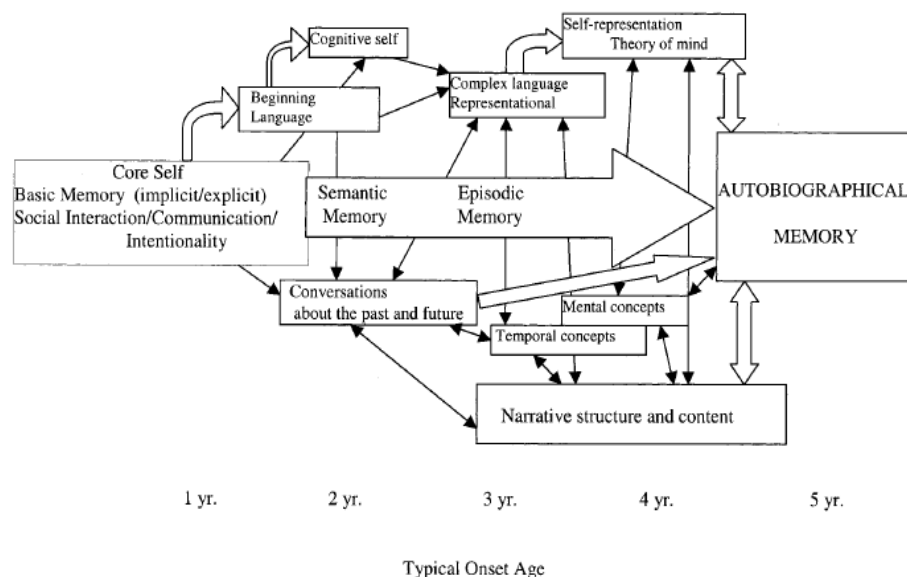 Self-representation
Theory of mind
Cognitive self
Complex language
Representational
Beginning
Language
Core Self
Basic Memory (implicit/explicit)
Social Interaction/Communication/
Intentionality
Semantic
Memory
Episodic
Memory
AUTOBIOGRAPHICAL
MEMORY
Conversations
about the past and future
Mental concepts
Temporal concepts
Narrative structure and content
1 yr. 2 yr. 3 yr. 4 yr. 5 yr.
Typical Onset Age